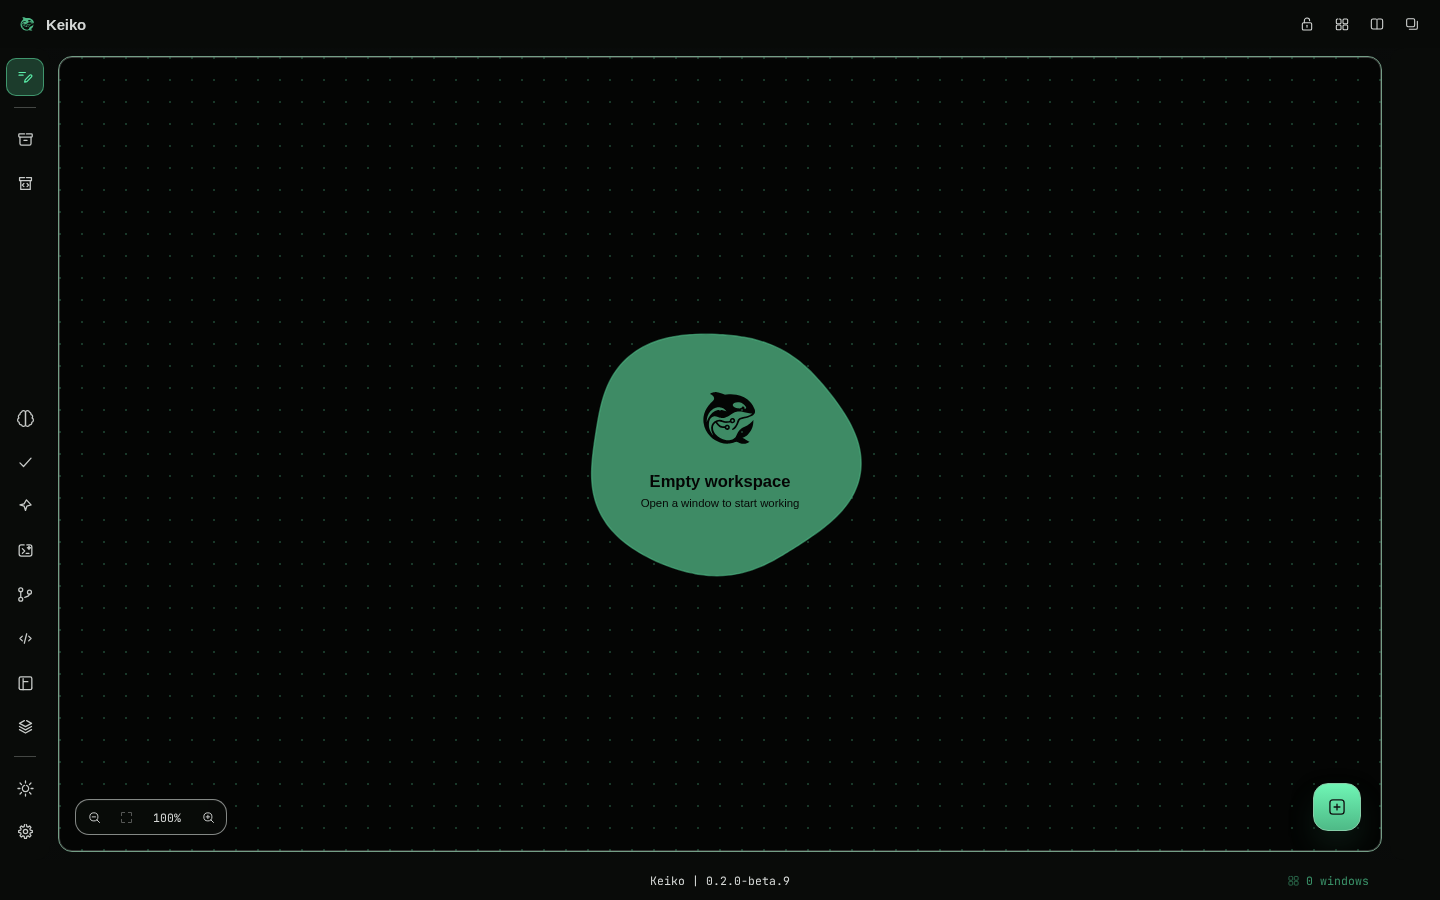 Keiko
Empty workspace
Open a window to start working
100%
Keiko | 0.2.0-beta.9
0 windows